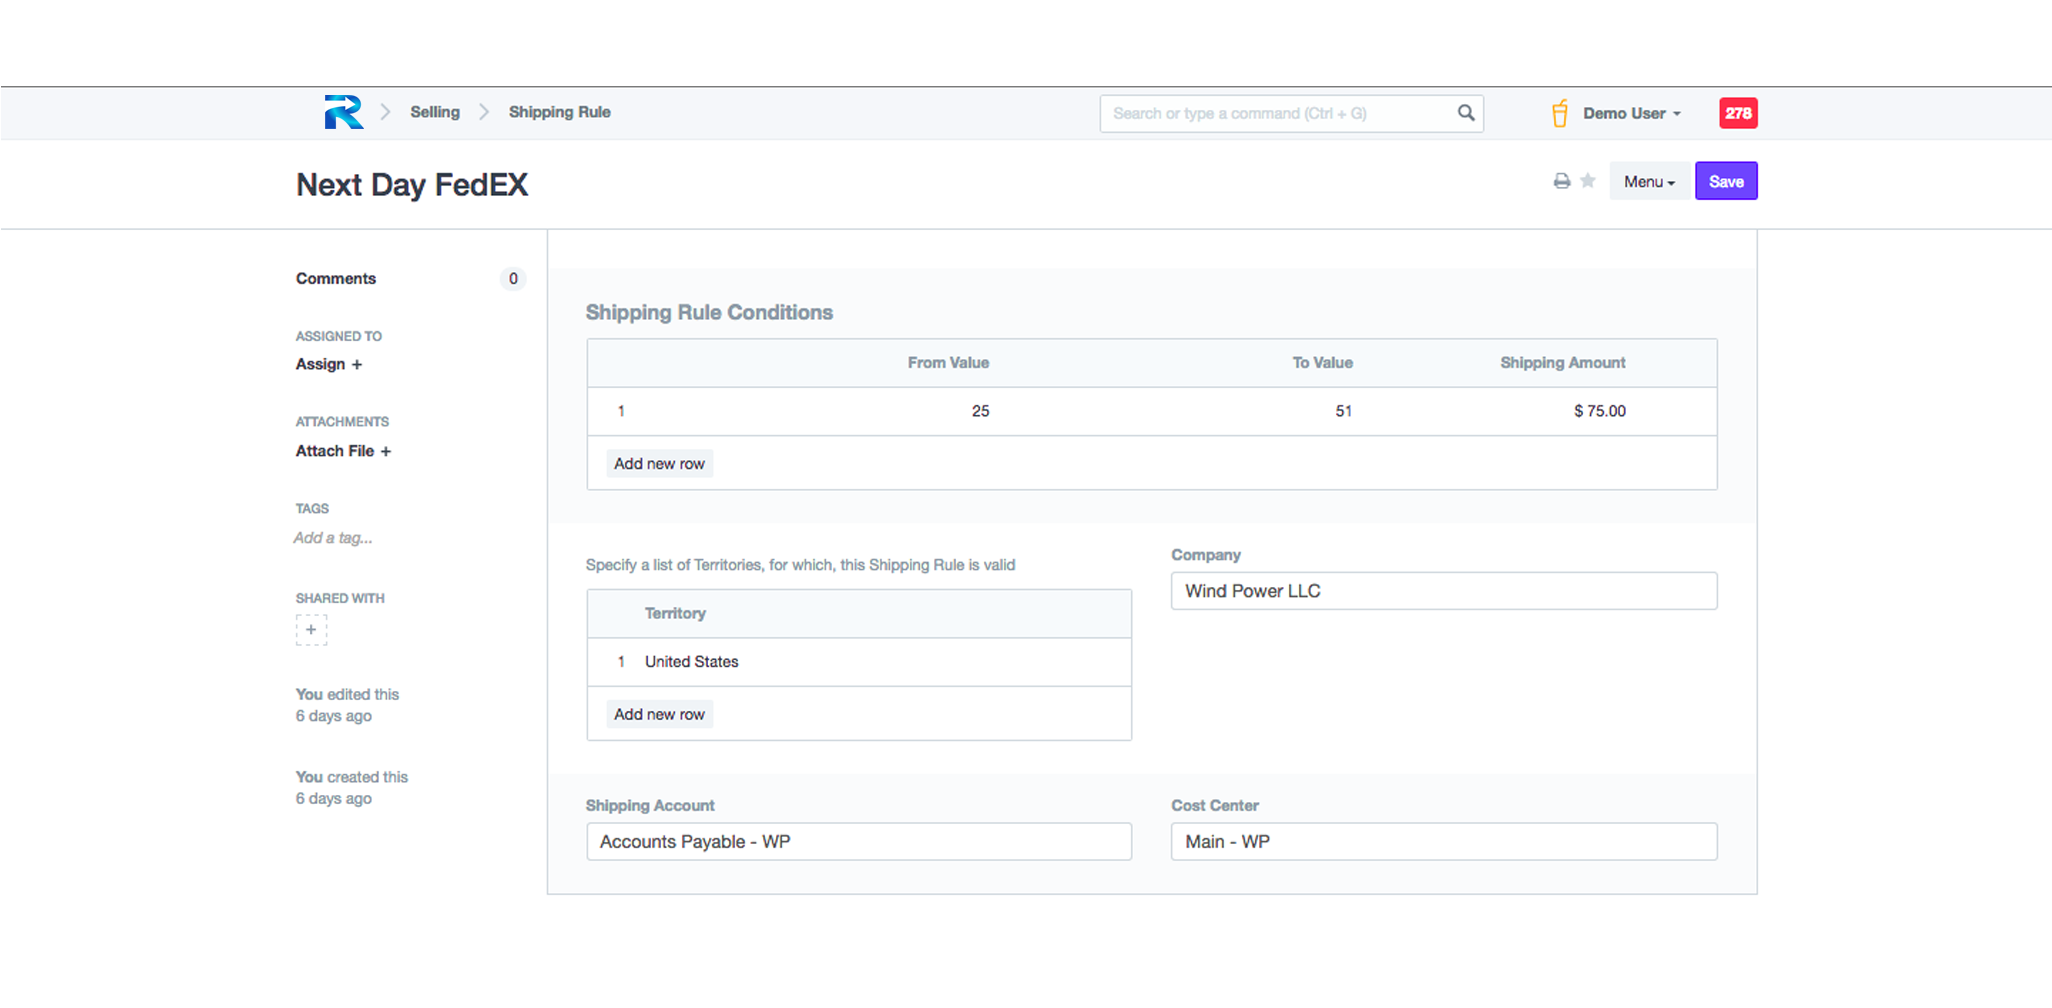 Selling Shipping Rule Search or type a command (Ctrl + G) Demo User 278
Next Day FedEX Menu Save
Comments 0
ASSIGNED TO
Assign +
ATTACHMENTS
Attach File +
TAGS
Add a tag...
SHARED WITH
+
You edited this
6 days ago
You created this
6 days ago
Shipping Rule Conditions
From Value To Value Shipping Amount
1 25 51 $ 75.00
Add new row
Specify a list of Territories, for which, this Shipping Rule is valid
Territory
1 United States
Add new row
Company
Wind Power LLC
Shipping Account
Accounts Payable - WP
Cost Center
Main - WP